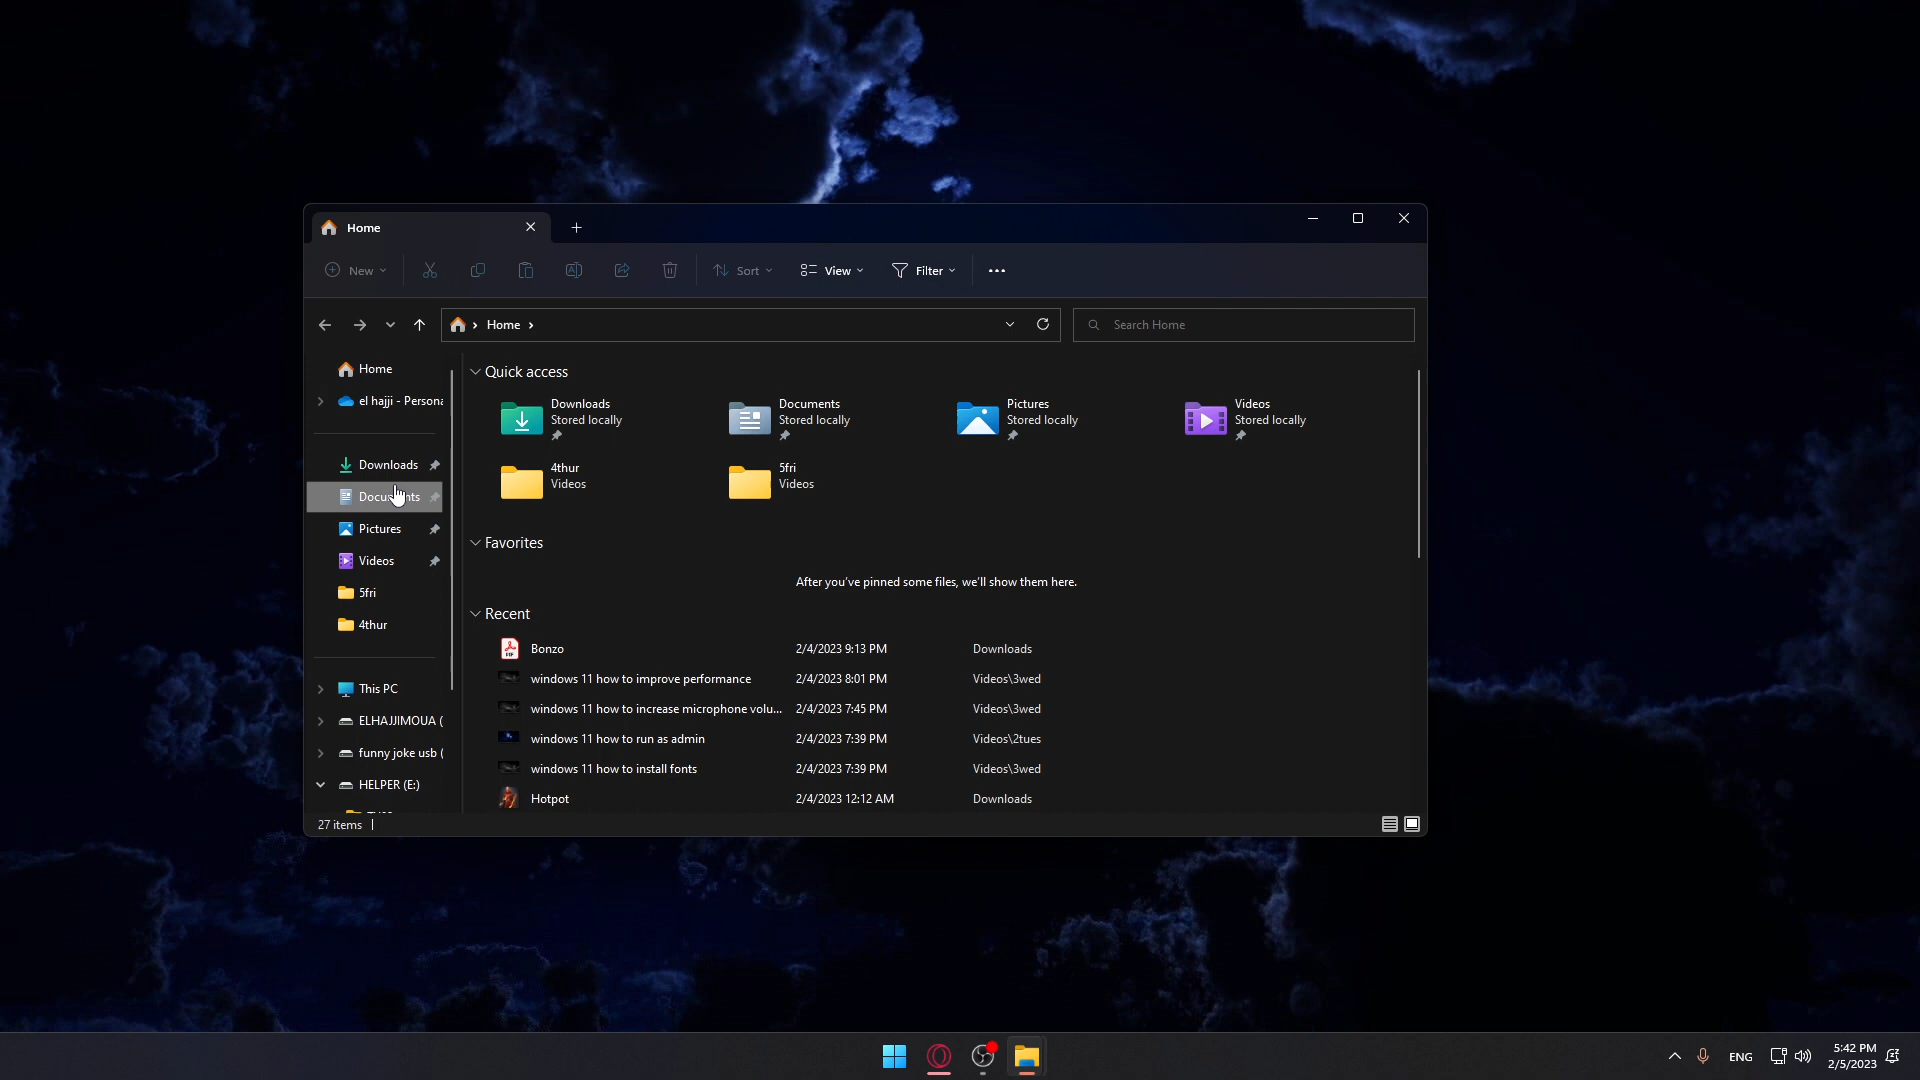 Home
New
Sort
View
Filter
Home
Search Home
Home
el hajji - Persona
Downloads
Documents
Pictures
Videos
5fri
4thur
This PC
ELHAJJIMOUA (
funny joke usb (
HELPER (E:)
Quick access
Downloads
Stored locally
Documents
Stored locally
Pictures
Stored locally
Videos
Stored locally
4thur
Videos
5fri
Videos
Favorites
After you've pinned some files, we'll show them here.
Recent
Bonzo 2/4/2023 9:13 PM Downloads
windows 11 how to improve performance 2/4/2023 8:01 PM Videos\3wed
windows 11 how to increase microphone volu... 2/4/2023 7:45 PM Videos\3wed
windows 11 how to run as admin 2/4/2023 7:39 PM Videos\2tues
windows 11 how to install fonts 2/4/2023 7:39 PM Videos\3wed
Hotpot 2/4/2023 12:12 AM Downloads
27 items
ENG
5:42 PM
2/5/2023